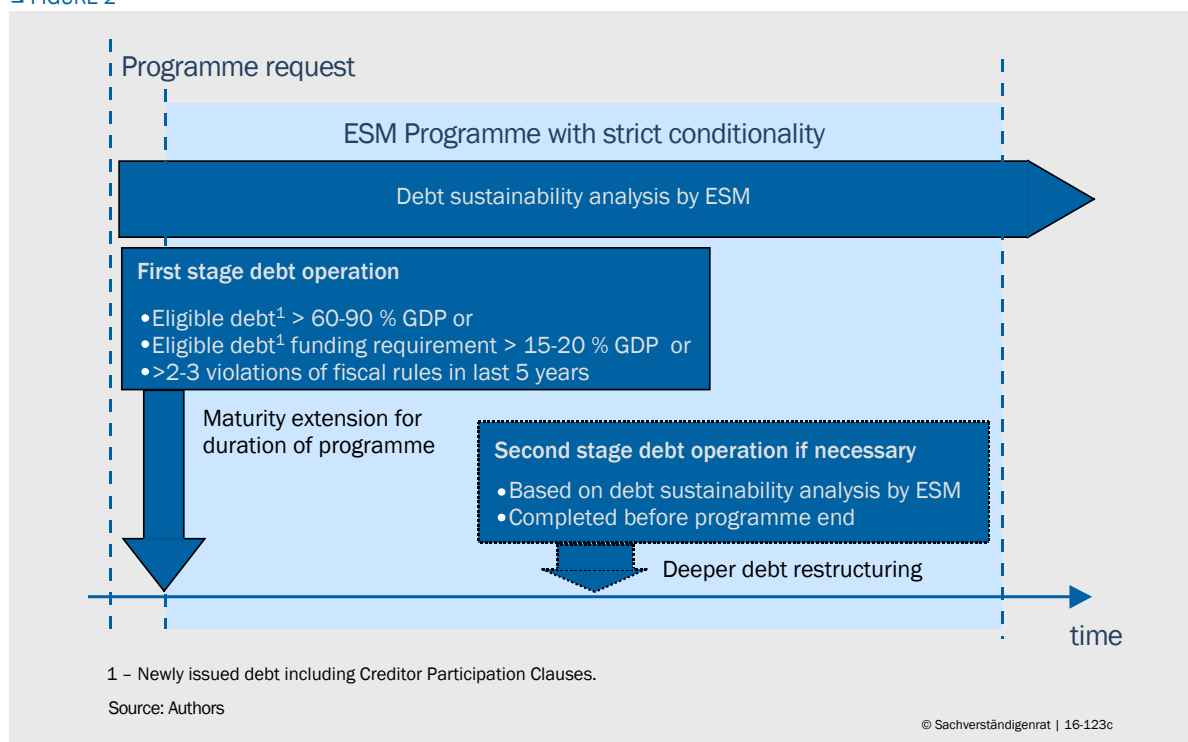 FIGURE 2
Programme request
ESM Programme with strict conditionality
Debt sustainability analysis by ESM
First stage debt operation
•Eligible debt¹ > 60-90 % GDP or
•Eligible debt¹ funding requirement > 15-20 % GDP or
•>2-3 violations of fiscal rules in last 5 years
Maturity extension for
duration of programme
Second stage debt operation if necessary
•Based on debt sustainability analysis by ESM
•Completed before programme end
Deeper debt restructuring
time
1 – Newly issued debt including Creditor Participation Clauses.
Source: Authors
© Sachverständigenrat | 16-123c